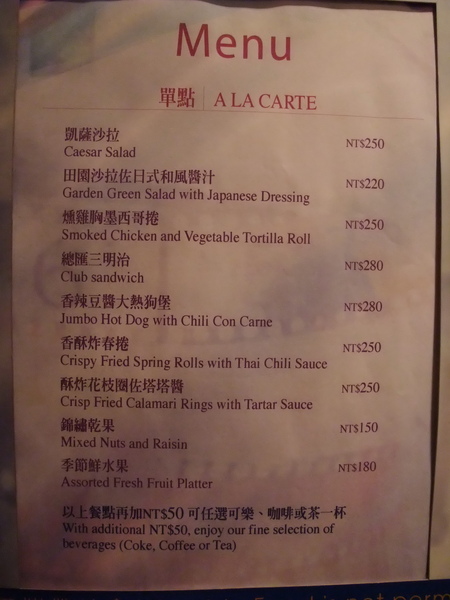 Menu
單點 | A LA CARTE
凱薩沙拉
Caesar Salad NT$250
田園沙拉佐日式和風醬汁
Garden Green Salad with Japanese Dressing NT$220
燻雞胸墨西哥捲
Smoked Chicken and Vegetable Tortilla Roll NT$250
總匯三明治
Club sandwich NT$280
香辣豆醬大熱狗堡
Jumbo Hot Dog with Chili Con Carne NT$280
香酥炸春捲
Crispy Fried Spring Rolls with Thai Chili Sauce NT$250
酥炸花枝圈佐塔塔醬
Crisp Fried Calamari Rings with Tartar Sauce NT$250
錦繡乾果
Mixed Nuts and Raisin NT$150
季節鮮水果
Assorted Fresh Fruit Platter NT$180
以上餐點再加NT$50 可任選可樂、咖啡或茶一杯
With additional NT$50, enjoy our fine selection of
beverages (Coke, Coffee or Tea)